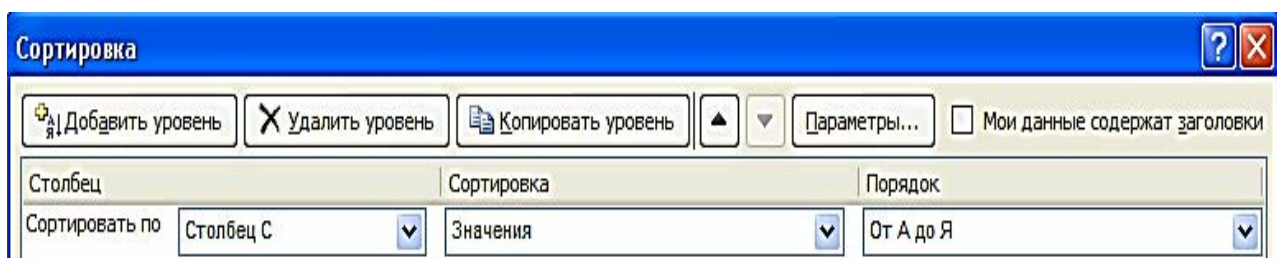 Сортировка
Добавить уровень Удалить уровень Копировать уровень Параметры... Мои данные содержат заголовки
Столбец Сортировка Порядок
Сортировать по Столбец С Значения От А до Я